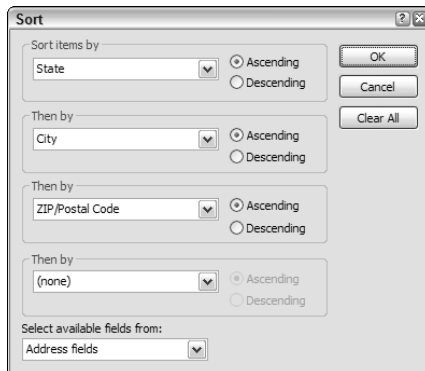 Sort
Sort items by
State
Ascending
Descending
OK
Cancel
Clear All
Then by
City
Ascending
Descending
Then by
ZIP/Postal Code
Ascending
Descending
Then by
(none)
Ascending
Descending
Select available fields from:
Address fields